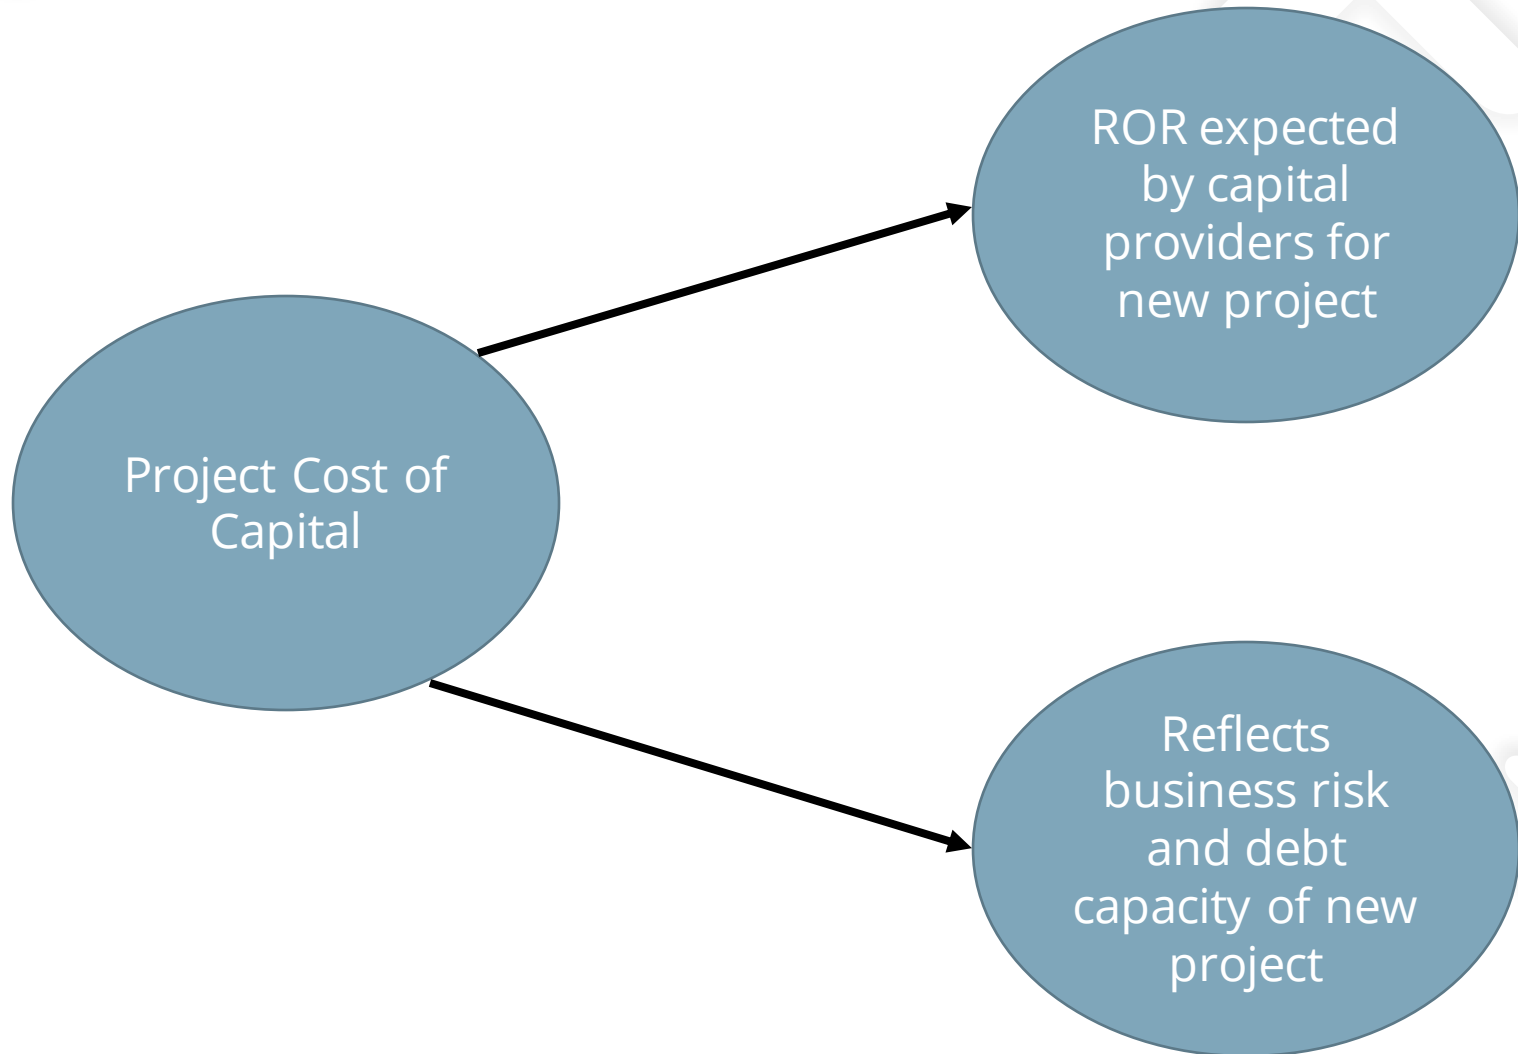 ROR expected
by capital
providers for
new project
Project Cost of
Capital
Reflects
business risk
and debt
capacity of new
project